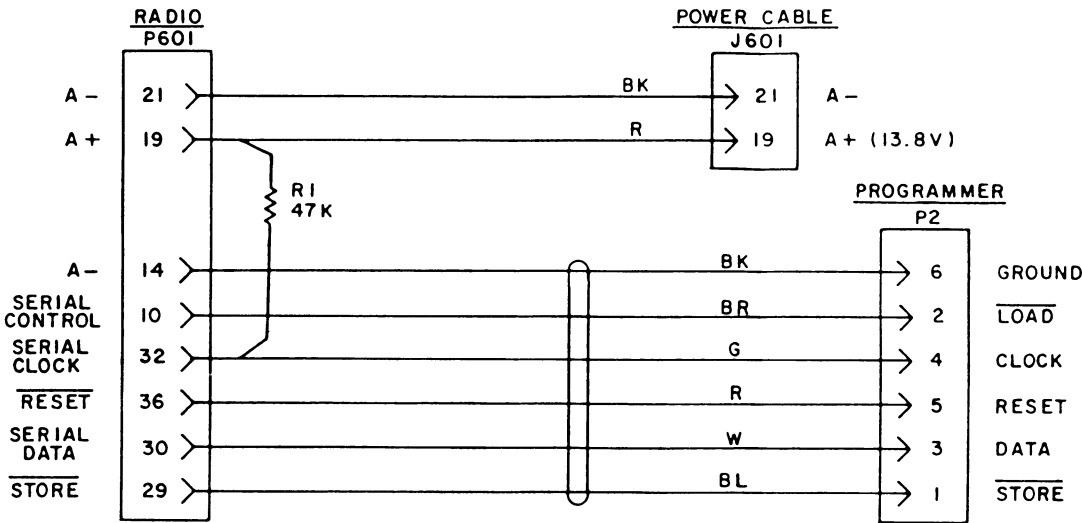 RADIO
P601
POWER CABLE
J601
A- 21 BK 21 A-
A+ 19 R 19 A+ (13.8V)
R1
47K
PROGRAMMER
P2
A- 14 BK 6 GROUND
SERIAL
CONTROL 10 BR 2 LOAD
SERIAL
CLOCK 32 G 4 CLOCK
RESET 36 R 5 RESET
SERIAL
DATA 30 W 3 DATA
STORE 29 BL 1 STORE